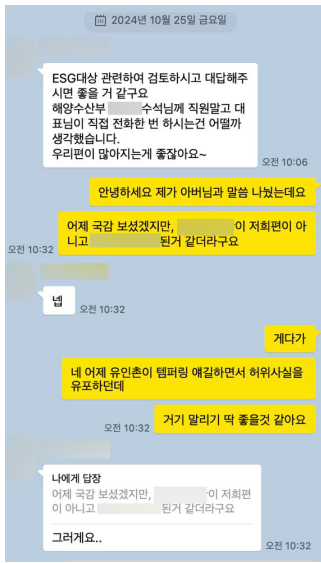 2024년 10월 25일 금요일
ESG대상 관련하여 검토하시고 대답해주
시면 좋을 거 같구요
해양수산부 수석님께 직원말고 대
표님이 직접 전화한 번 하시는건 어떨까
생각했습니다.
우리편이 많아지는게 좋잖아요~
오전 10:06
안녕하세요 제가 아버님과 말씀 나눴는데요
어제 국감 보셨겠지만, 이 저희편이 아
니고 된거 같더라구요
오전 10:32
넵
오전 10:32
게다가
네 어제 유인촌이 템퍼링 얘길하면서 허위사실을
유포하던데
거기 말리기 딱 좋을것 같아요
오전 10:32
나에게 답장
어제 국감 보셨겠지만, 이 저희편
이 아니고 된거 같더라구요
그러게요..
오전 10:32